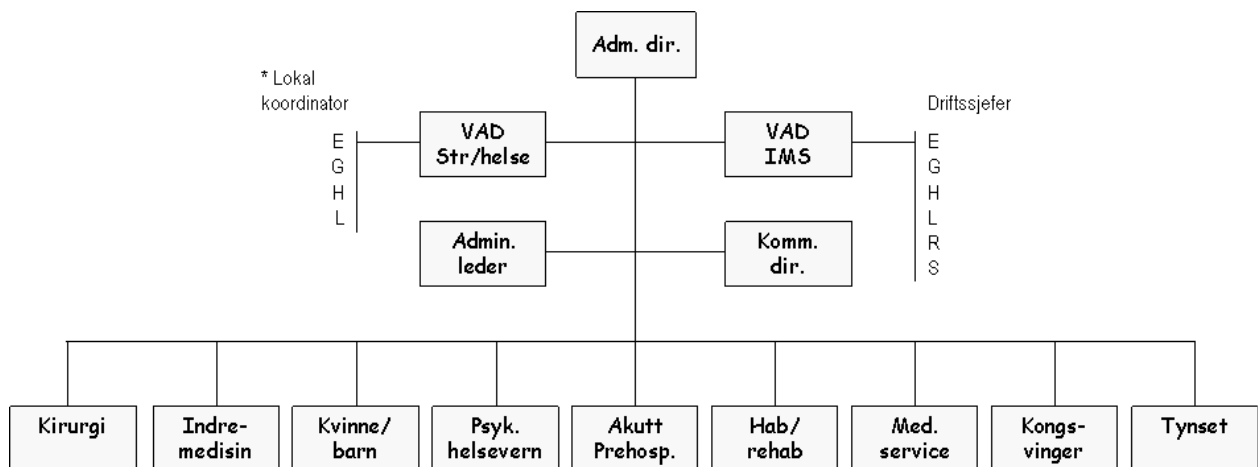 Adm. dir.
* Lokal
koordinator
Driftssjefer
E
G
H
L
VAD
Str/helse
VAD
IMS
E
G
H
L
R
S
Admin.
leder
Komm.
dir.
Kirurgi
Indre-
medisin
Kvinne/
barn
Psyk.
helsevern
Akutt
Prehosp.
Hab/
rehab
Med.
service
Kongs-
vinger
Tynset